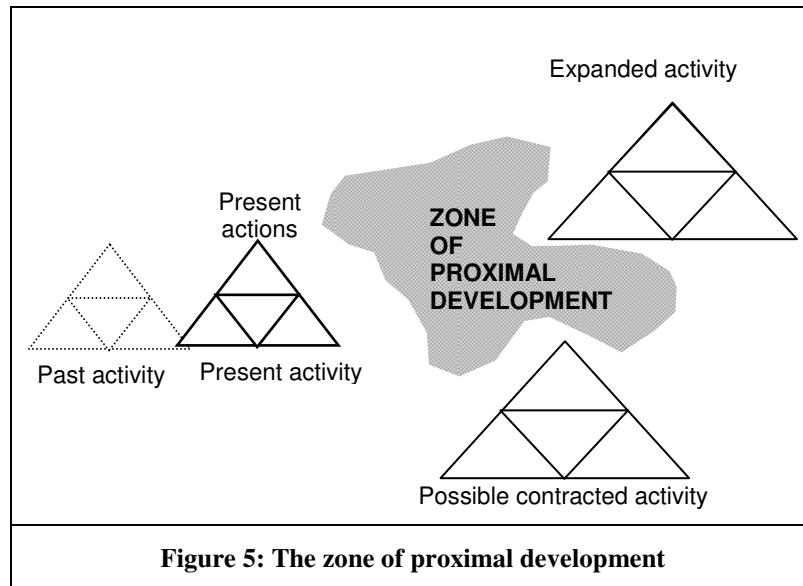 Expanded activity
Present
actions
ZONE
OF
PROXIMAL
DEVELOPMENT
Past activity
Present activity
Possible contracted activity
Figure 5: The zone of proximal development